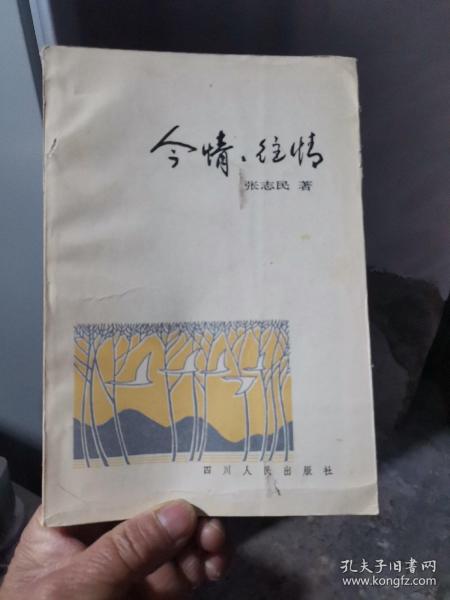 今情、往情
张志民 著
四川人民出版社
孔夫子旧书网
www.kongfz.com